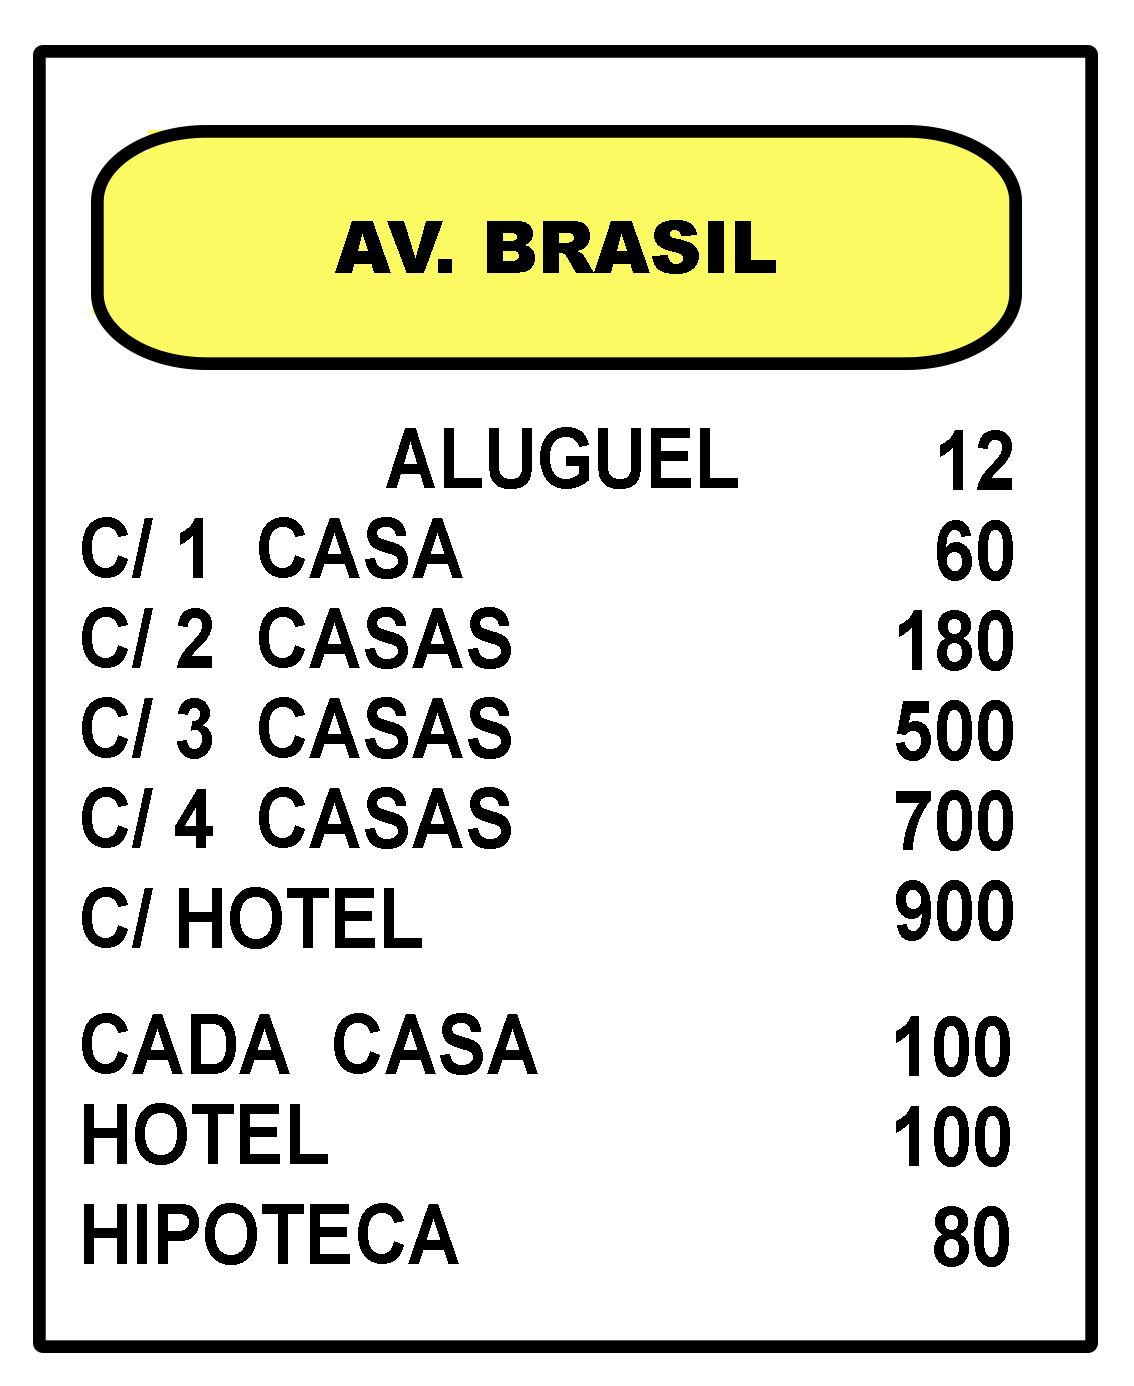 AV. BRASIL
ALUGUEL 12
C/ 1 CASA 60
C/ 2 CASAS 180
C/ 3 CASAS 500
C/ 4 CASAS 700
C/ HOTEL 900
CADA CASA 100
HOTEL 100
HIPOTECA 80